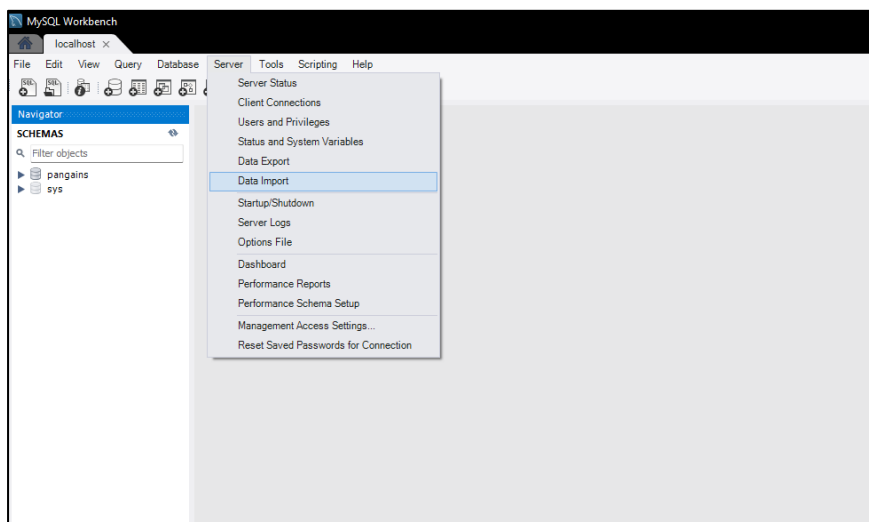 MySQL Workbench
localhost ×
File Edit View Query Database Server Tools Scripting Help
SQL SQL
Navigator
SCHEMAS
Filter objects
pangains
sys
Server Status
Client Connections
Users and Privileges
Status and System Variables
Data Export
Data Import
Startup/Shutdown
Server Logs
Options File
Dashboard
Performance Reports
Performance Schema Setup
Management Access Settings...
Reset Saved Passwords for Connection